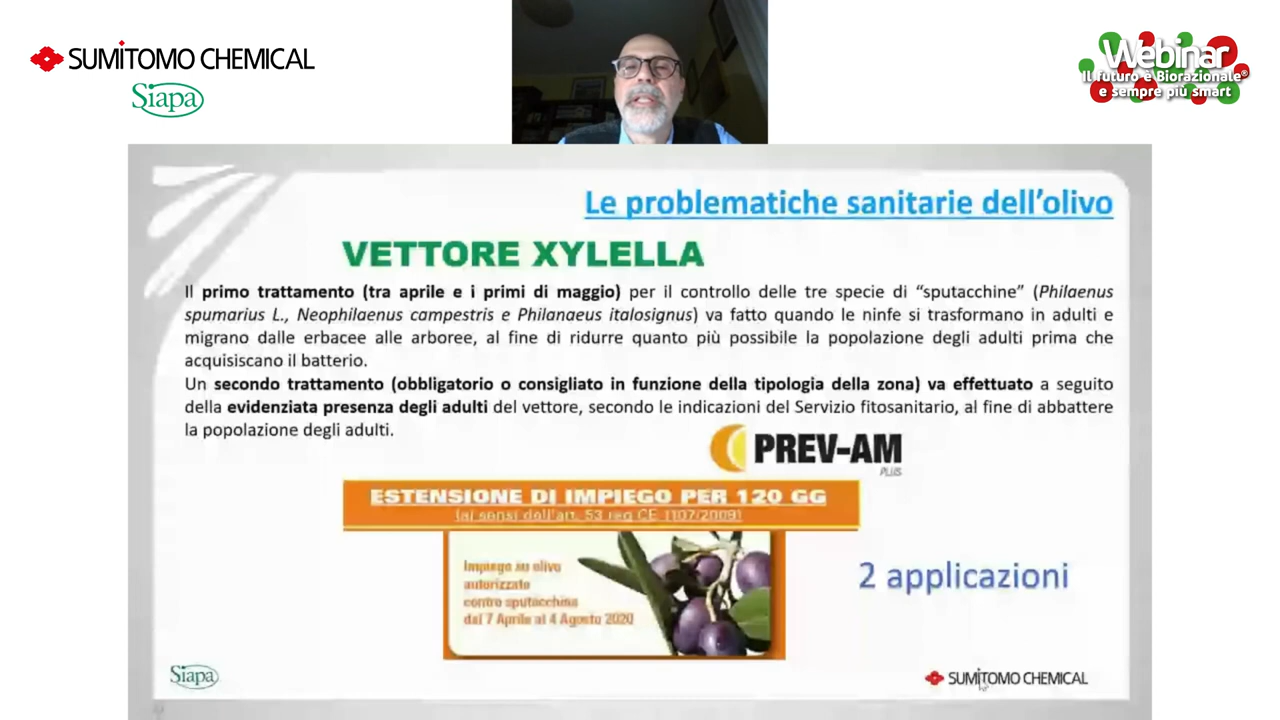 SUMITOMO CHEMICAL
Siapa
Webinar
Il futuro è Biorazionale®
e sempre più smart
Le problematiche sanitarie dell'olivo
VETTORE XYLELLA
Il primo trattamento (tra aprile e i primi di maggio) per il controllo delle tre specie di “sputacchine” (Philaenus
spumarius L., Neophilaenus campestris e Philanaeus italosignus) va fatto quando le ninfe si trasformano in adulti e
migrano dalle erbacee alle arboree, al fine di ridurre quanto più possibile la popolazione degli adulti prima che
acquisiscano il batterio.
Un secondo trattamento (obbligatorio o consigliato in funzione della tipologia della zona) va effettuato a seguito
della evidenziata presenza degli adulti del vettore, secondo le indicazioni del Servizio fitosanitario, al fine di abbattere
la popolazione degli adulti.
PREV-AM
PLUS
ESTENSIONE DI IMPIEGO PER 120 GG
(ai sensi dell'art. 53 reg CE 1107/2009)
Impiego su olivo
autorizzato
contro sputacchina
dal 7 Aprile al 4 Agosto 2020
2 applicazioni
Siapa
SUMITOMO CHEMICAL